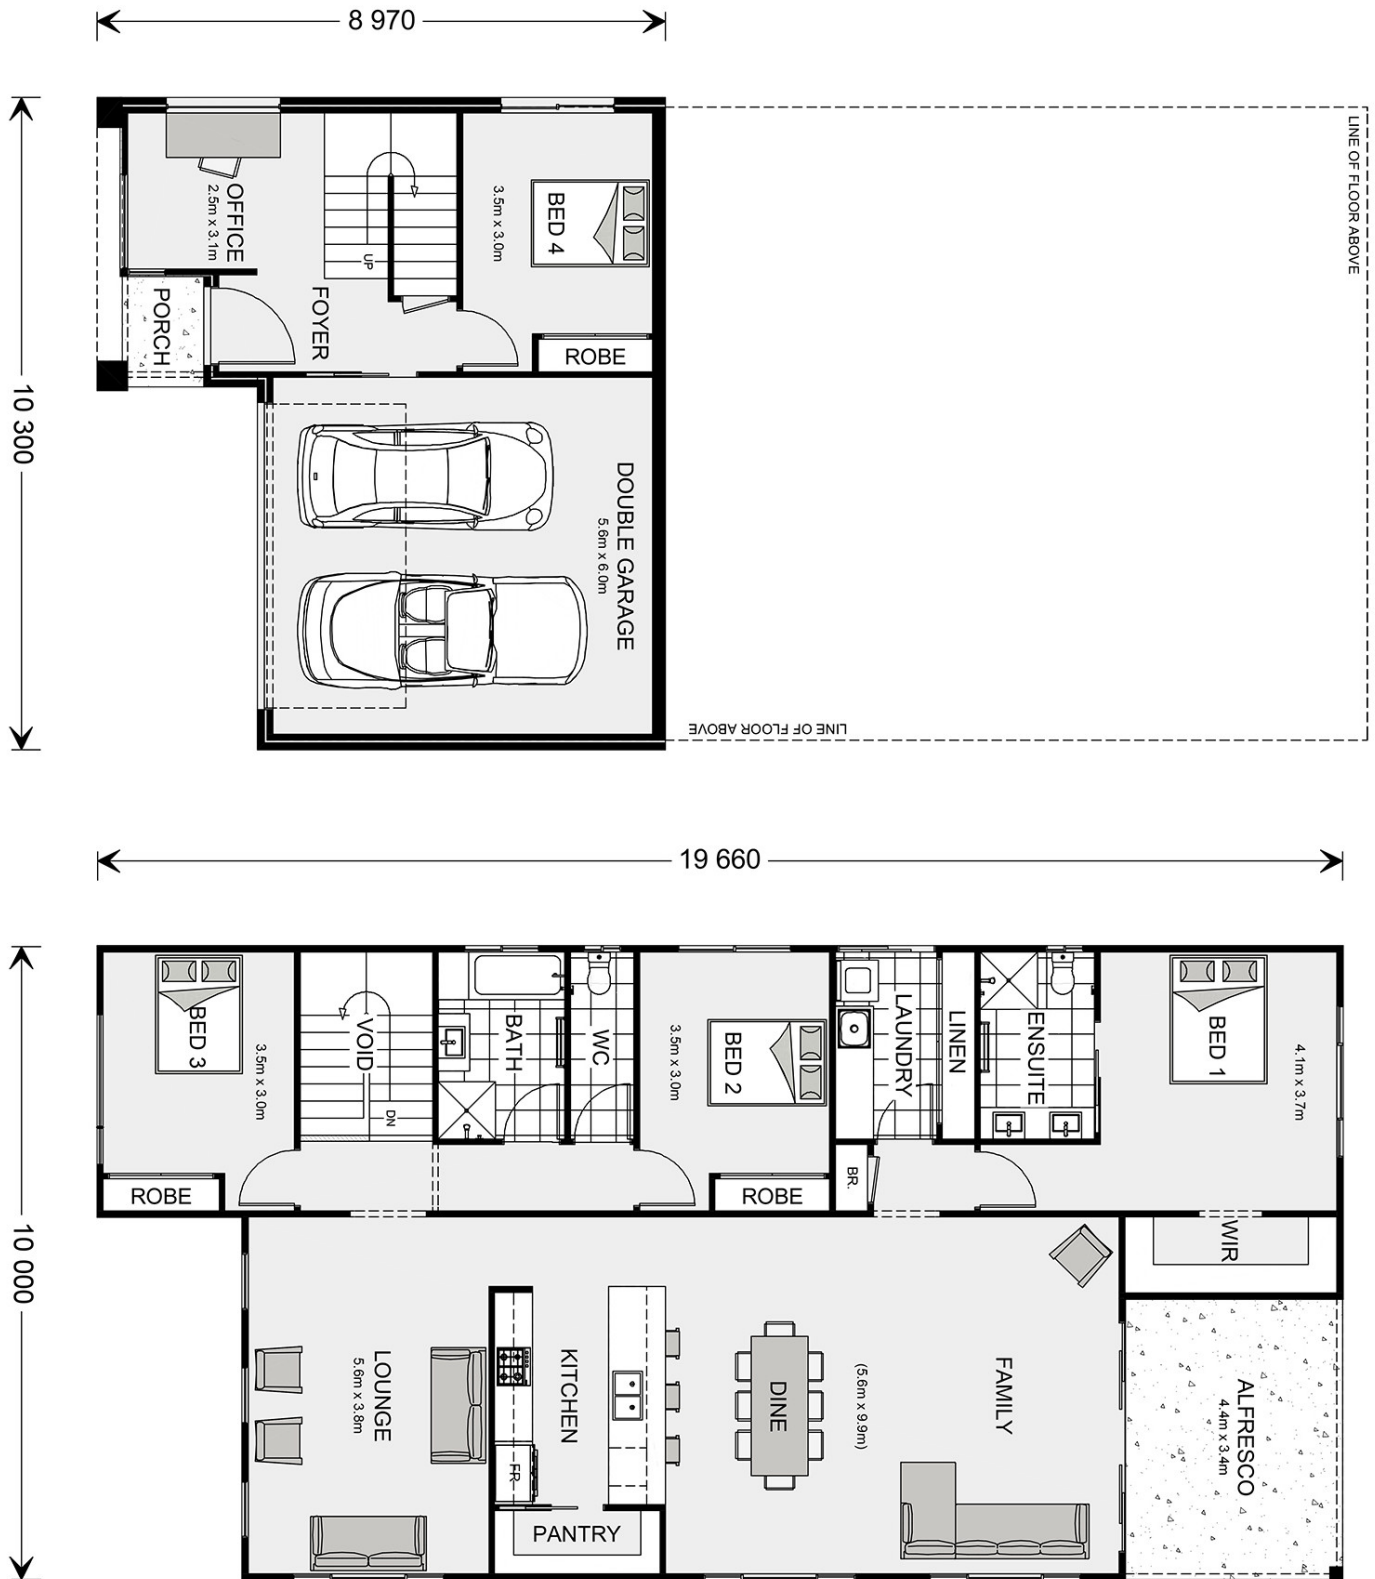 8 970
10 300
LINE OF FLOOR ABOVE
OFFICE
2.5m x 3.1m
UP
3.5m x 3.0m
BED 4
PORCH
FOYER
ROBE
DOUBLE GARAGE
5.6m x 6.0m
LINE OF FLOOR ABOVE
19 660
10 000
BED 3
3.5m x 3.0m
VOID
DN
BATH
WC
3.5m x 3.0m
BED 2
LAUNDRY
LINEN
ENSUITE
BED 1
4.1m x 3.7m
ROBE
ROBE
BR.
WIR
LOUNGE
5.6m x 3.8m
KITCHEN
FR.
PANTRY
DINE
(5.6m x 9.9m)
FAMILY
ALFRESCO
4.4m x 3.4m